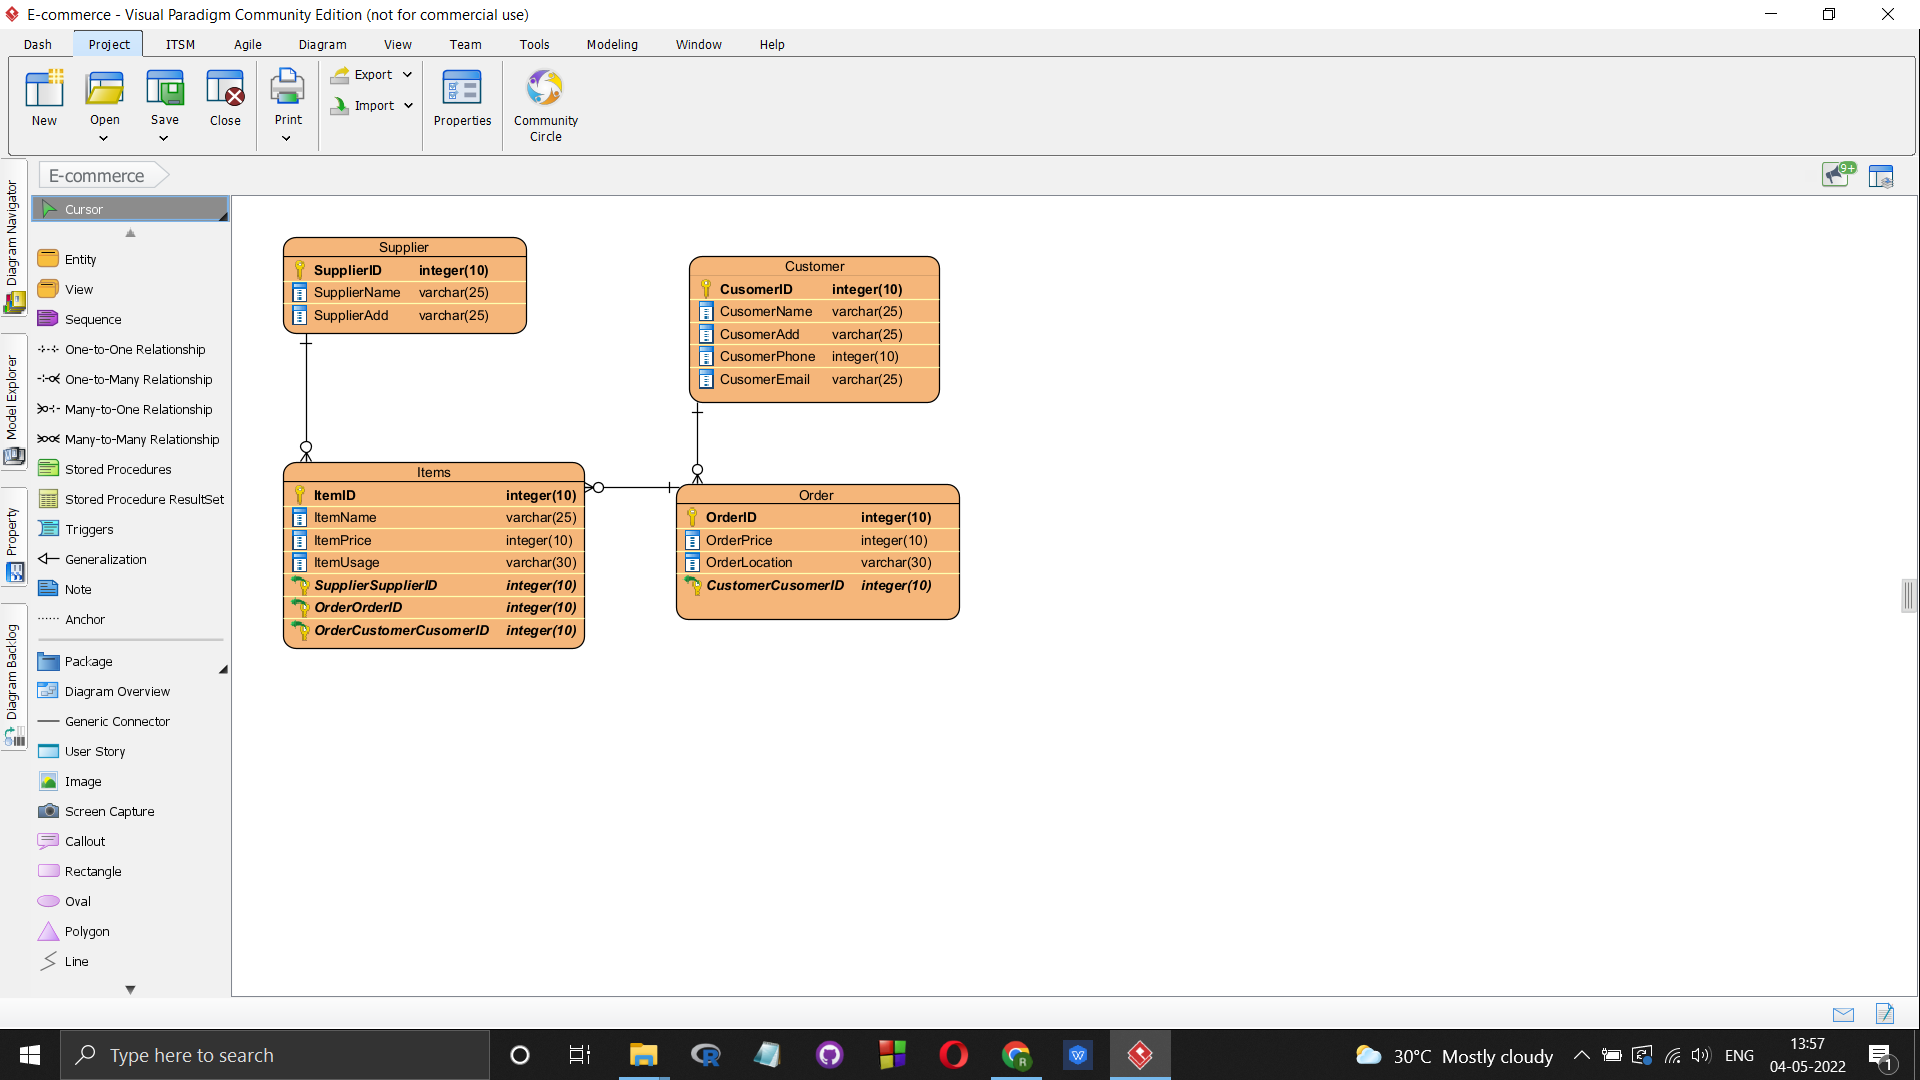 E-commerce - Visual Paradigm Community Edition (not for commercial use)
Dash Project ITSM Agile Diagram View Team Tools Modeling Window Help
New
Open
Save
Close
Print
Export
Import
Properties
Community
Circle
E-commerce
9+
Diagram Navigator
Model Explorer
Property
Diagram Backlog
Cursor
Entity
View
Sequence
One-to-One Relationship
One-to-Many Relationship
Many-to-One Relationship
Many-to-Many Relationship
Stored Procedures
Stored Procedure ResultSet
Triggers
Generalization
Note
Anchor
Package
Diagram Overview
Generic Connector
User Story
Image
Screen Capture
Callout
Rectangle
Oval
Polygon
Line
Supplier
SupplierID integer(10)
SupplierName varchar(25)
SupplierAdd varchar(25)
Customer
CusomerID integer(10)
CusomerName varchar(25)
CusomerAdd varchar(25)
CusomerPhone integer(10)
CusomerEmail varchar(25)
Items
ItemID integer(10)
ItemName varchar(25)
ItemPrice integer(10)
ItemUsage varchar(30)
SupplierSupplierID integer(10)
OrderOrderID integer(10)
OrderCustomerCusomerID integer(10)
Order
OrderID integer(10)
OrderPrice integer(10)
OrderLocation varchar(30)
CustomerCusomerID integer(10)
Type here to search
R
W
30°C Mostly cloudy
ENG
13:57
04-05-2022
1